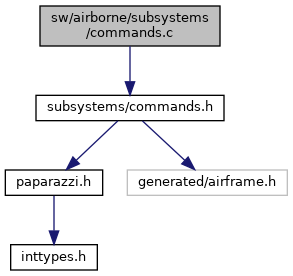 sw/airborne/subsystems
/commands.c
subsystems/commands.h
paparazzi.h
generated/airframe.h
inttypes.h